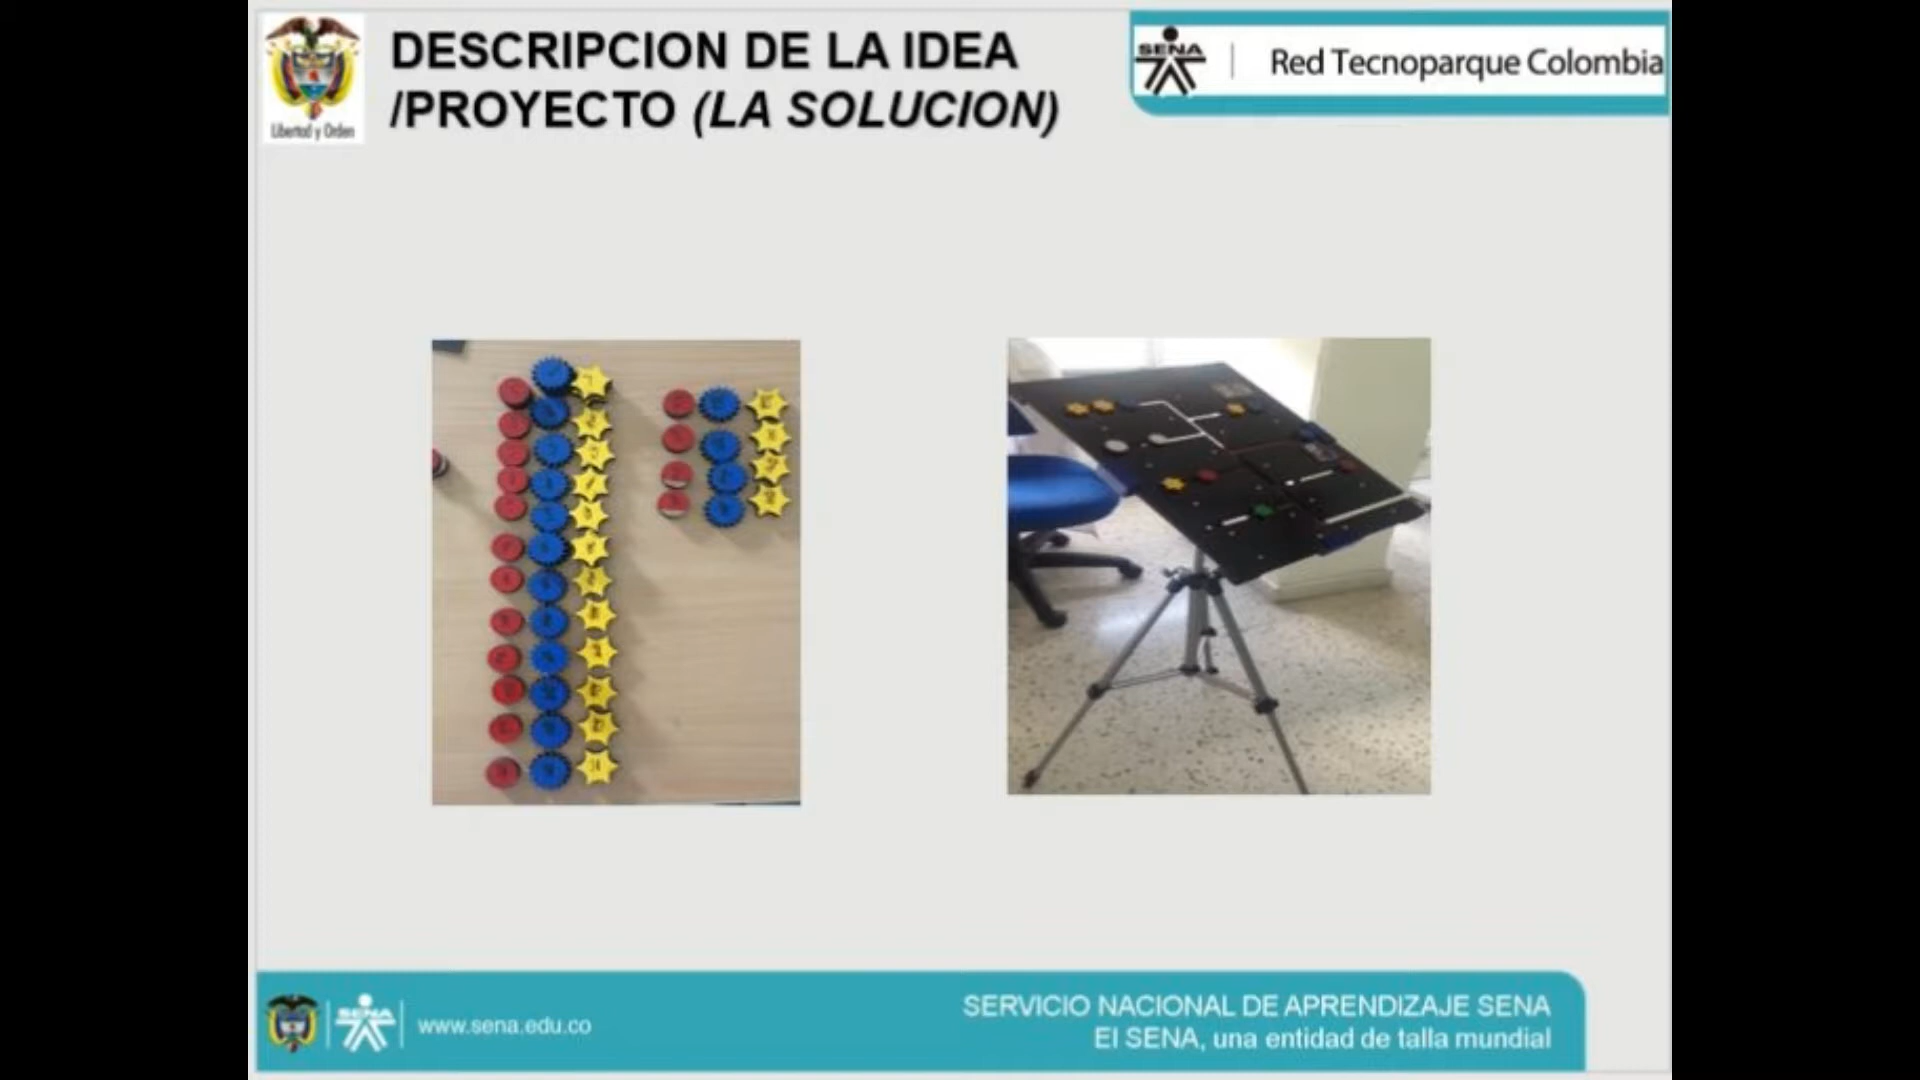 DESCRIPCION DE LA IDEA
/PROYECTO (LA SOLUCION)
Libertad y Orden
SENA
Red Tecnoparque Colombia
SENA
www.sena.edu.co
SERVICIO NACIONAL DE APRENDIZAJE SENA
El SENA, una entidad de talla mundial